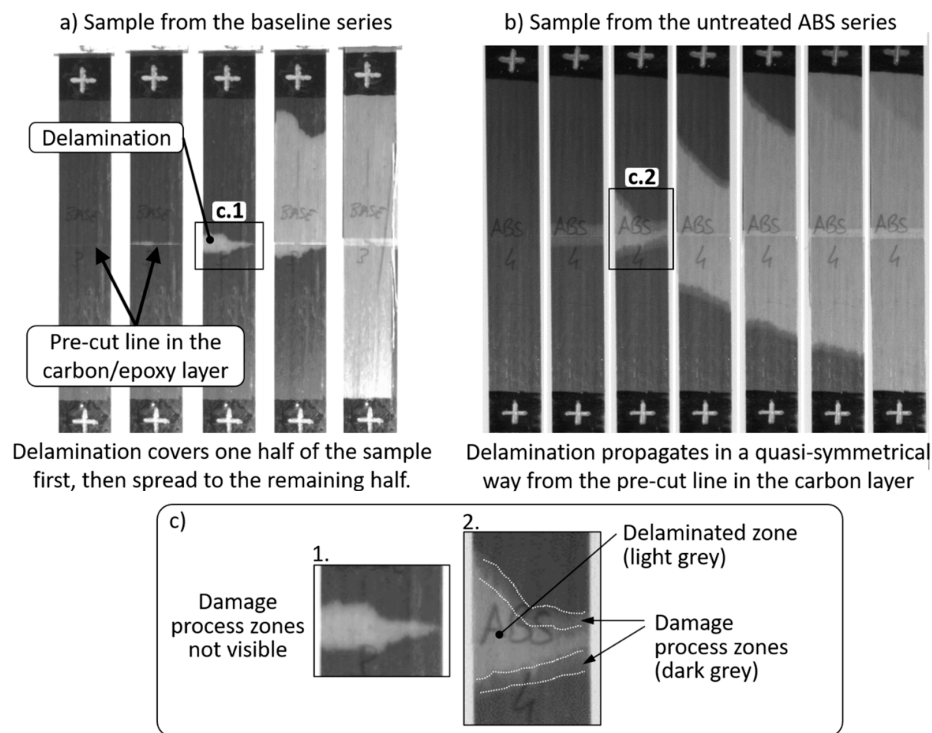 a) Sample from the baseline series
Delamination
c.1
BASE
BASE
BASE
BASE
3
3
Pre-cut line in the
carbon/epoxy layer
Delamination covers one half of the sample
first, then spread to the remaining half.
b) Sample from the untreated ABS series
c.2
ABS
ABS
ABS
ABS
ABS
ABS
ABS
4
4
4
4
4
4
4
Delamination propagates in a quasi-symmetrical
way from the pre-cut line in the carbon layer
c)
1.
2.
Damage
process zones
not visible
ABS
4
Delaminated zone
(light grey)
Damage
process zones
(dark grey)